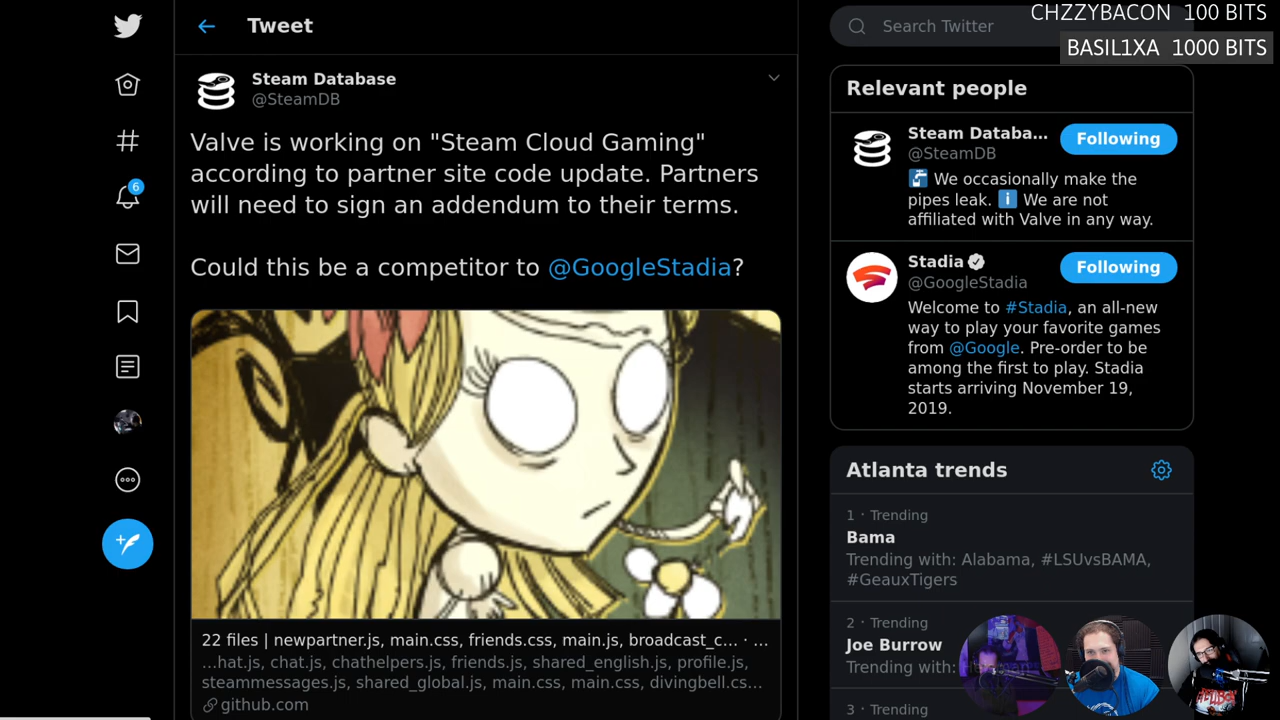 CHZZYBACON 100 BITS
BASIL1XA 1000 BITS
Tweet
Search Twitter
Steam Database
@SteamDB
Valve is working on "Steam Cloud Gaming"
according to partner site code update. Partners
will need to sign an addendum to their terms.
Could this be a competitor to @GoogleStadia?
22 files | newpartner.js, main.css, friends.css, main.js, broadcast_c... · ...
...hat.js, chat.js, chathelpers.js, friends.js, shared_english.js, profile.js,
steammessages.js, shared_global.js, main.css, main.css, divingbell.cs...
github.com
6
Relevant people
Steam Databa...
@SteamDB
Following
We occasionally make the
pipes leak. ℹ We are not
affiliated with Valve in any way.
Stadia
@GoogleStadia
Following
Welcome to #Stadia, an all-new
way to play your favorite games
from @Google. Pre-order to be
among the first to play. Stadia
starts arriving November 19,
2019.
Atlanta trends
1 · Trending
Bama
Trending with: Alabama, #LSUvsBAMA,
#GeauxTigers
2 · Trending
Joe Burrow
Trending with:
3 · Trending